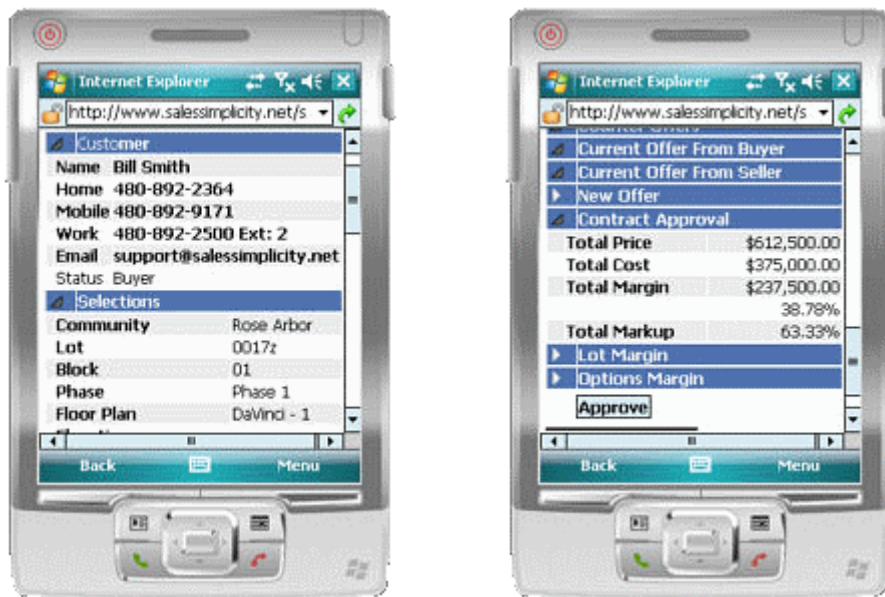 Internet Explorer
http://www.salessimplicity.net/s
Customer
Name Bill Smith
Home 480-892-2364
Mobile 480-892-9171
Work 480-892-2500 Ext: 2
Email support@salessimplicity.net
Status Buyer
Selections
Community Rose Arbor
Lot 0017z
Block 01
Phase Phase 1
Floor Plan DaVinci - 1
Back Menu
Internet Explorer
http://www.salessimplicity.net/s
Counter Offers
Current Offer From Buyer
Current Offer From Seller
New Offer
Contract Approval
Total Price $612,500.00
Total Cost $375,000.00
Total Margin $237,500.00
38.78%
Total Markup 63.33%
Lot Margin
Options Margin
Approve
Back Menu